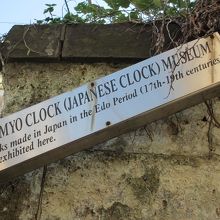 MYO CLOCK (JAPANESE CLOCK) MUSEUM
ks made in Japan in the Edo Period (17th-19th centuries
exhibited here.